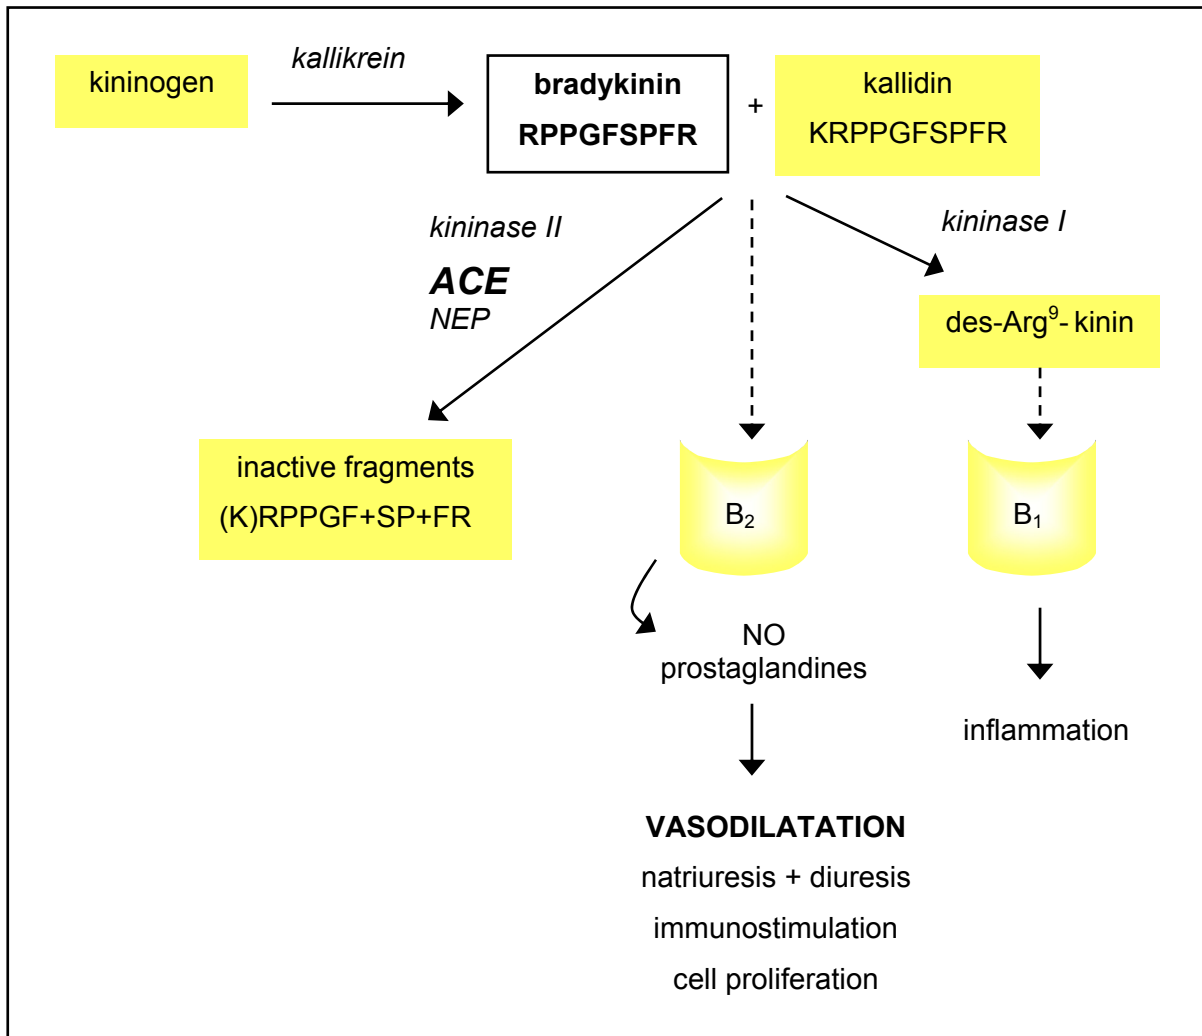 kininogen
kallikrein
bradykinin
RPPGFSPFR
+
kallidin
KRPPGFSPFR
kininase II
ACE
NEP
kininase I
des-Arg⁹- kinin
inactive fragments
(K)RPPGF+SP+FR
B₂
B₁
NO
prostaglandines
inflammation
VASODILATATION
natriuresis + diuresis
immunostimulation
cell proliferation